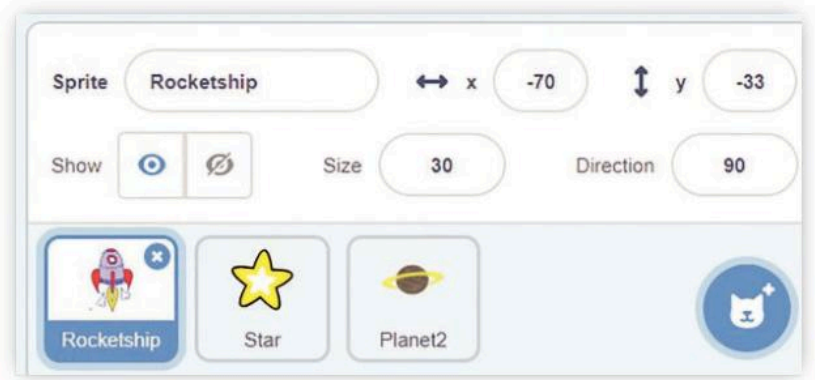 Sprite Rocketship x -70 y -33
Show Size 30 Direction 90
Rocketship Star Planet2